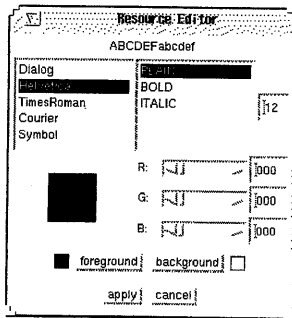 Resource Editor
ABCDEFabcdef
Dialog
Helvetica
TimesRoman
Courier
Symbol
PLAIN
BOLD
ITALIC
12
R: 000
G: 000
B: 000
foreground background
apply cancel